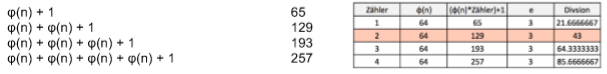 φ(n) + 1 65
φ(n) + φ(n) + 1 129
φ(n) + φ(n) + φ(n) + 1 193
φ(n) + φ(n) + φ(n) + φ(n) + 1 257
Zähler ϕ(n) (ϕ(n)*Zähler)+1 e Divsion
1 64 65 3 21.6666667
2 64 129 3 43
3 64 193 3 64.3333333
4 64 257 3 85.6666667